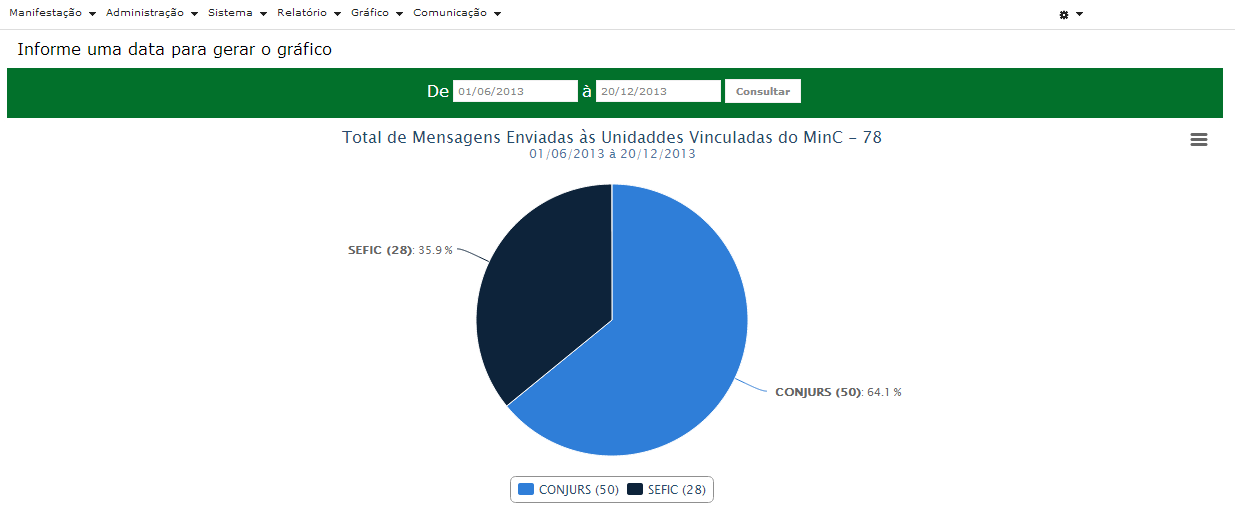 Manifestação Administração Sistema Relatório Gráfico Comunicação
Informe uma data para gerar o gráfico
De 01/06/2013 à 20/12/2013 Consultar
Total de Mensagens Enviadas às Unidaddes Vinculadas do MinC - 78
01/06/2013 à 20/12/2013
SEFIC (28): 35.9 %
CONJURS (50): 64.1 %
CONJURS (50) SEFIC (28)